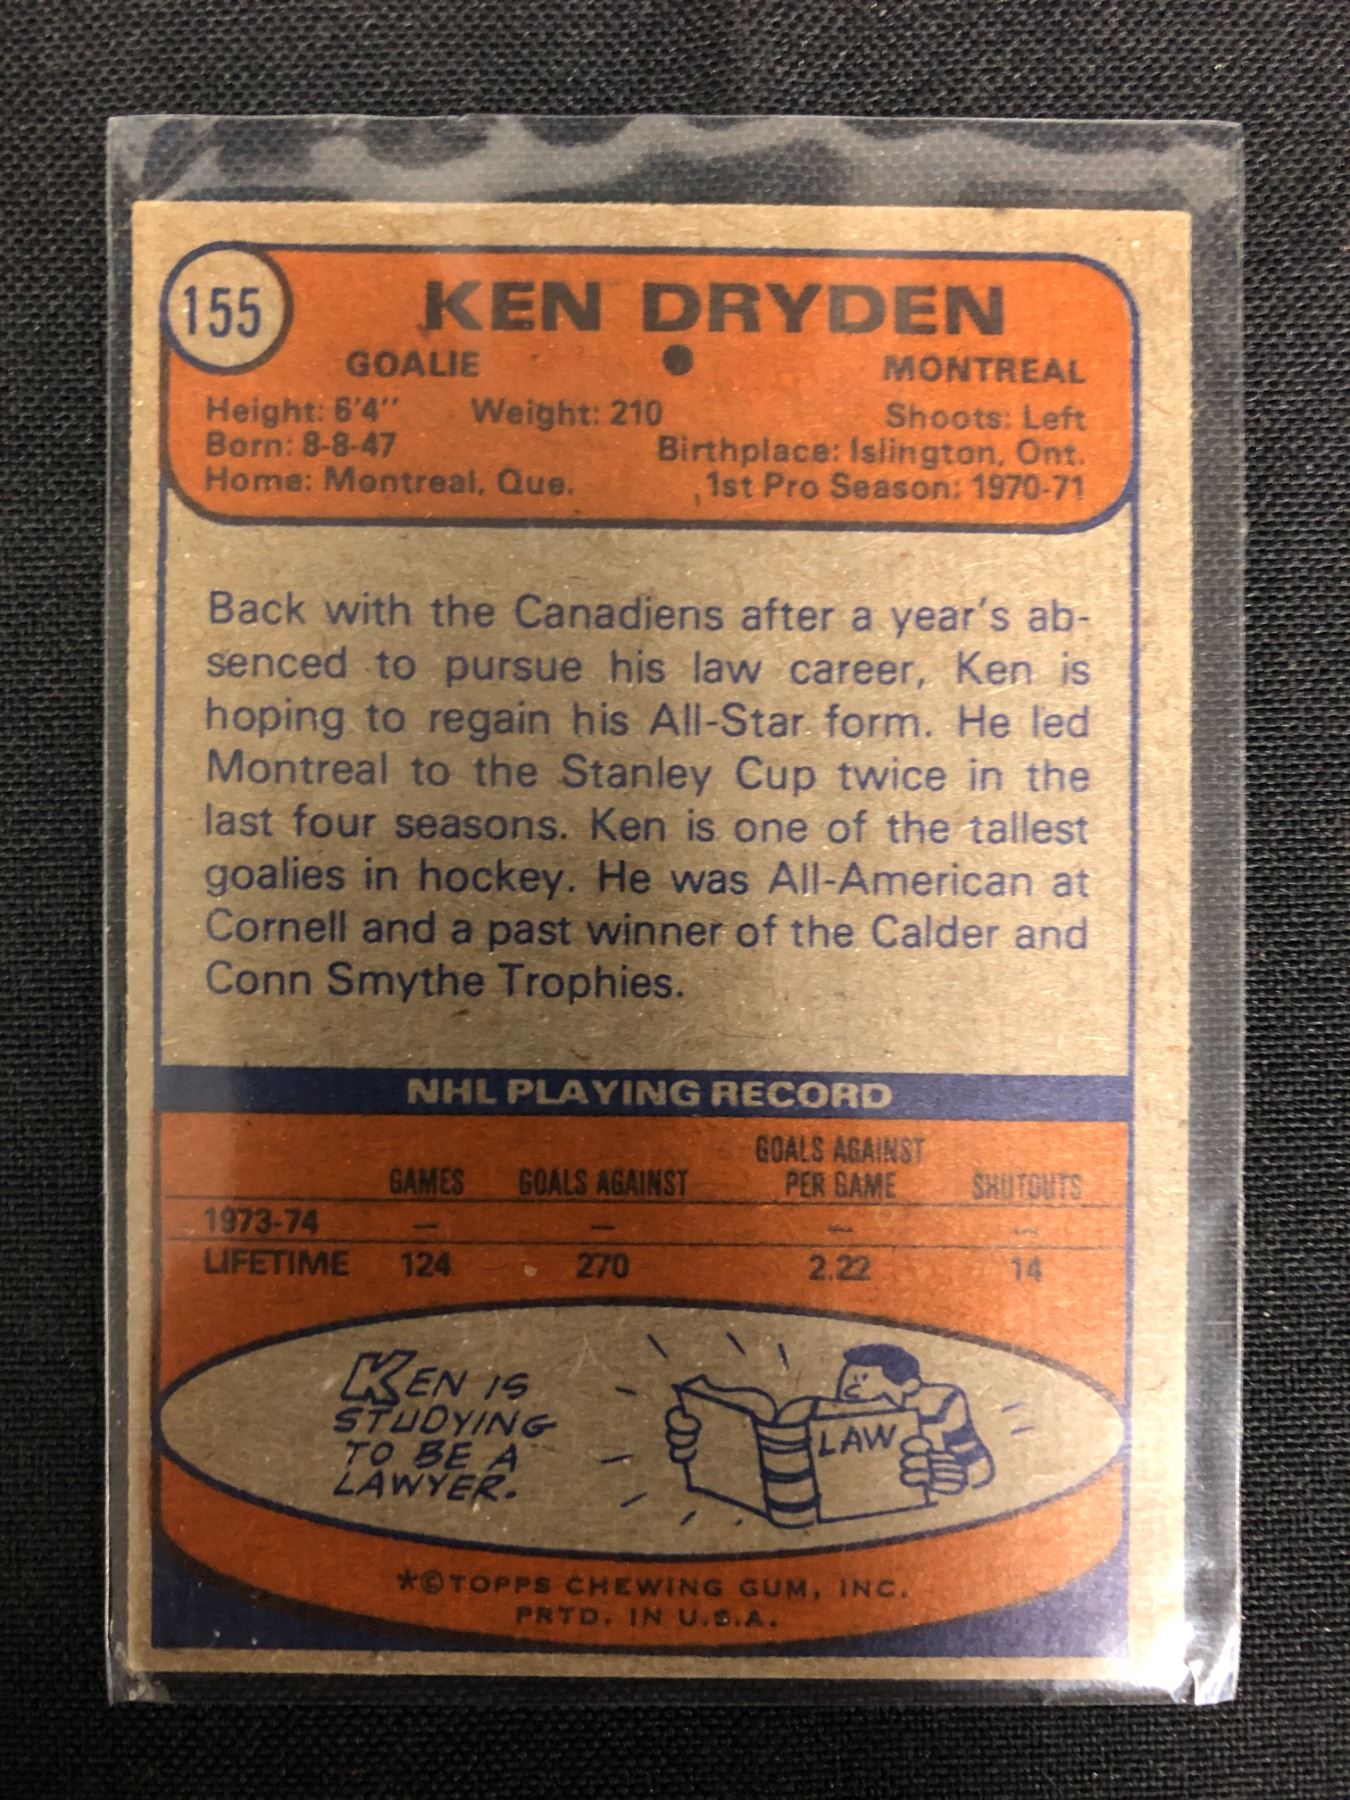 155
KEN DRYDEN
GOALIE ● MONTREAL
Height: 6'4" Weight: 210 Shoots: Left
Born: 8-8-47 Birthplace: Islington, Ont.
Home: Montreal, Que. 1st Pro Season: 1970-71
Back with the Canadiens after a year's ab-
senced to pursue his law career, Ken is
hoping to regain his All-Star form. He led
Montreal to the Stanley Cup twice in the
last four seasons. Ken is one of the tallest
goalies in hockey. He was All-American at
Cornell and a past winner of the Calder and
Conn Smythe Trophies.
NHL PLAYING RECORD
GOALS AGAINST
GAMES GOALS AGAINST PER GAME SHUTOUTS
1973-74 — — — —
LIFETIME 124 270 2.22 14
KEN IS
STUDYING
TO BE A
LAWYER.
LAW
*©TOPPS CHEWING GUM, INC.
PRTD. IN U.S.A.